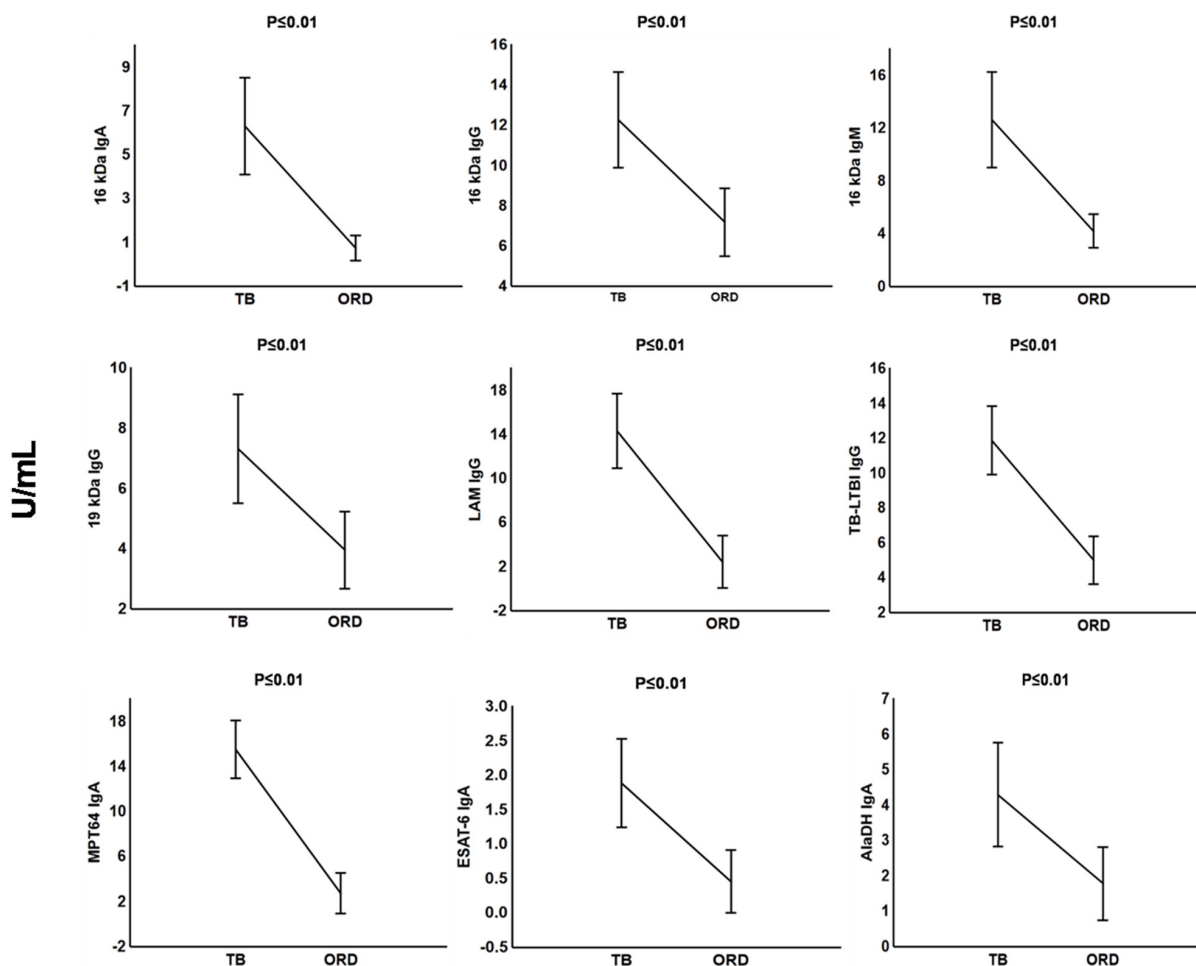 P≤0.01
9
7
5
3
1
-1
16 kDa IgA
TB
ORD
P≤0.01
16
14
12
10
8
6
4
16 kDa IgG
TB
ORD
P≤0.01
16
12
8
4
0
16 kDa IgM
TB
ORD
U/mL
P≤0.01
10
8
6
4
2
19 kDa IgG
TB
ORD
P≤0.01
18
14
10
6
2
-2
LAM IgG
TB
ORD
P≤0.01
16
14
12
10
8
6
4
2
TB-LTBI IgG
TB
ORD
P≤0.01
18
14
10
6
2
-2
MPT64 IgA
TB
ORD
P≤0.01
3.0
2.5
2.0
1.5
1.0
0.5
0.0
-0.5
ESAT-6 IgA
TB
ORD
P≤0.01
7
6
5
4
3
2
1
0
AlaDH IgA
TB
ORD